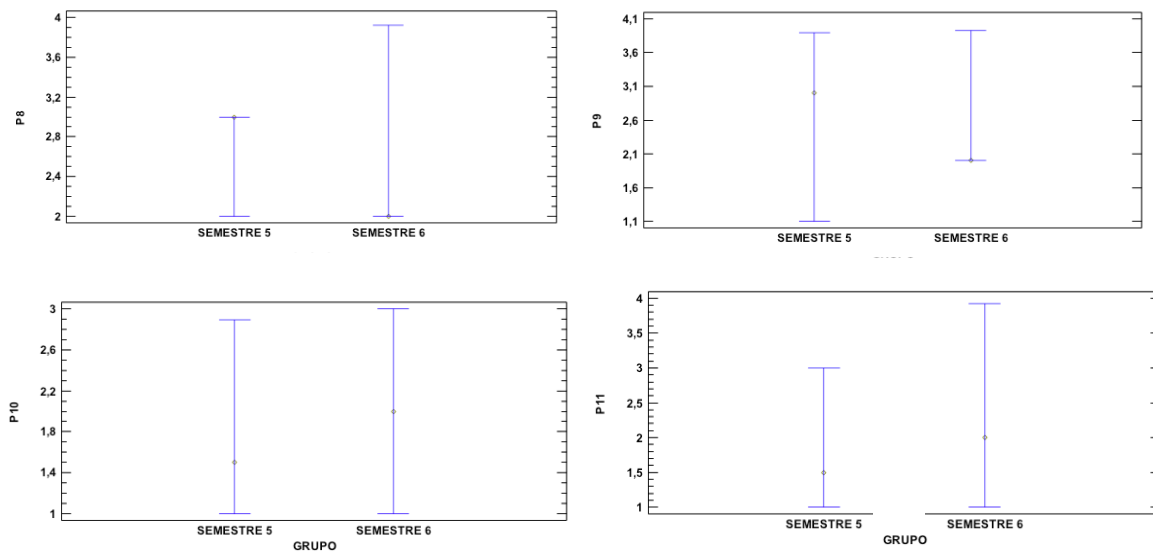 4
3,6
3,2
2,8
2,4
2
P8
SEMESTRE 5 SEMESTRE 6
4,1
3,6
3,1
2,6
2,1
1,6
1,1
P9
SEMESTRE 5 SEMESTRE 6
3
2,6
2,2
1,8
1,4
1
P10
SEMESTRE 5 SEMESTRE 6
GRUPO
4
3,5
3
2,5
2
1,5
1
P11
SEMESTRE 5 SEMESTRE 6
GRUPO